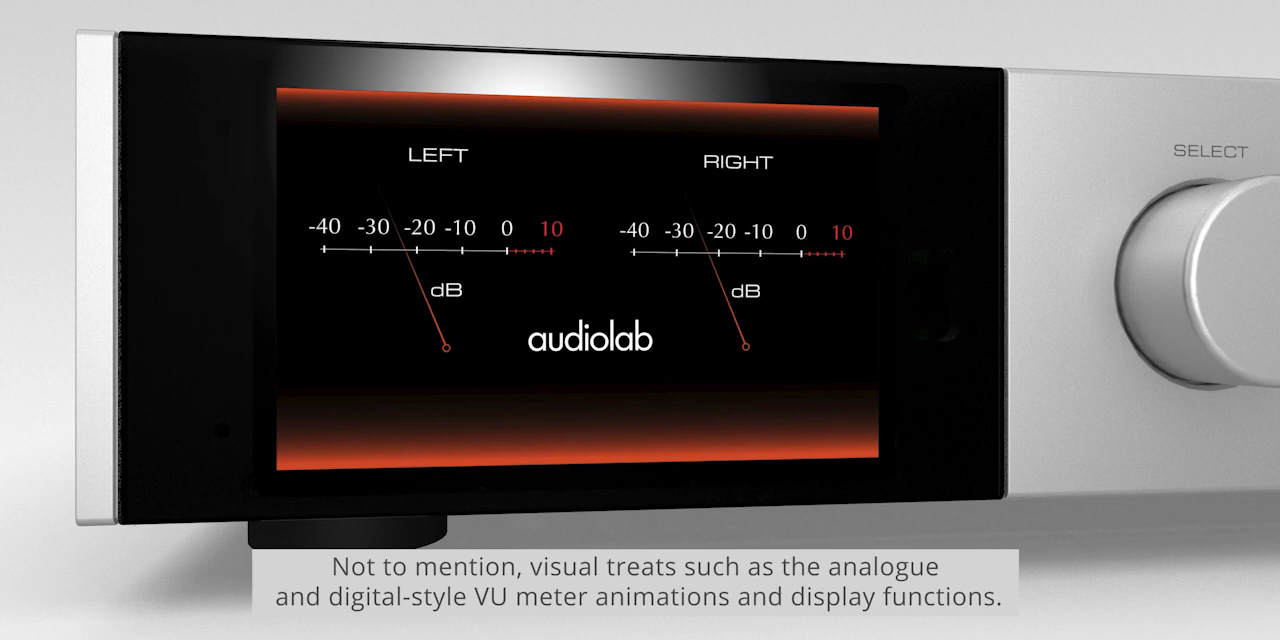 LEFT
RIGHT
SELECT
-40 -30 -20 -10 0 10
-40 -30 -20 -10 0 10
dB
dB
audiolab
Not to mention, visual treats such as the analogue
and digital-style VU meter animations and display functions.